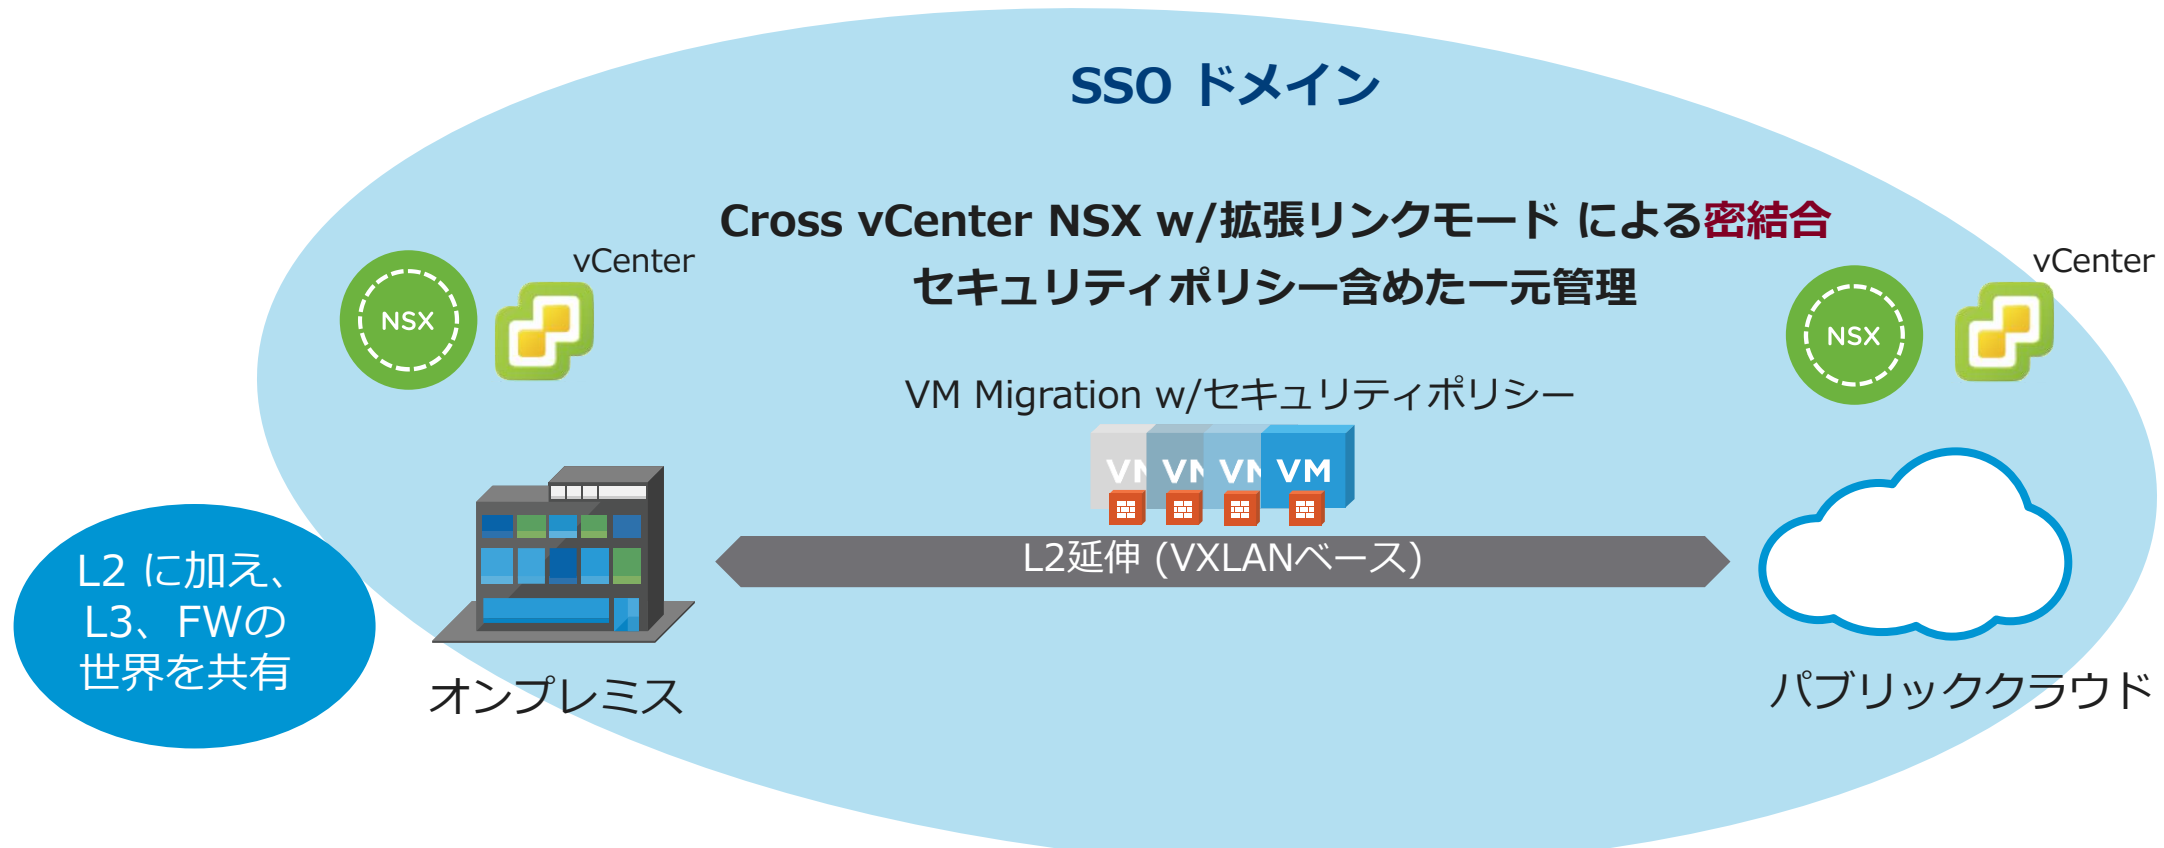 SSO ドメイン
Cross vCenter NSX w/拡張リンクモード による密結合
セキュリティポリシー含めた一元管理
NSX
vCenter
NSX
vCenter
VM Migration w/セキュリティポリシー
VM
VM
VM
VM
L2延伸 (VXLANベース)
L2 に加え、
L3、FWの
世界を共有
オンプレミス
パブリッククラウド